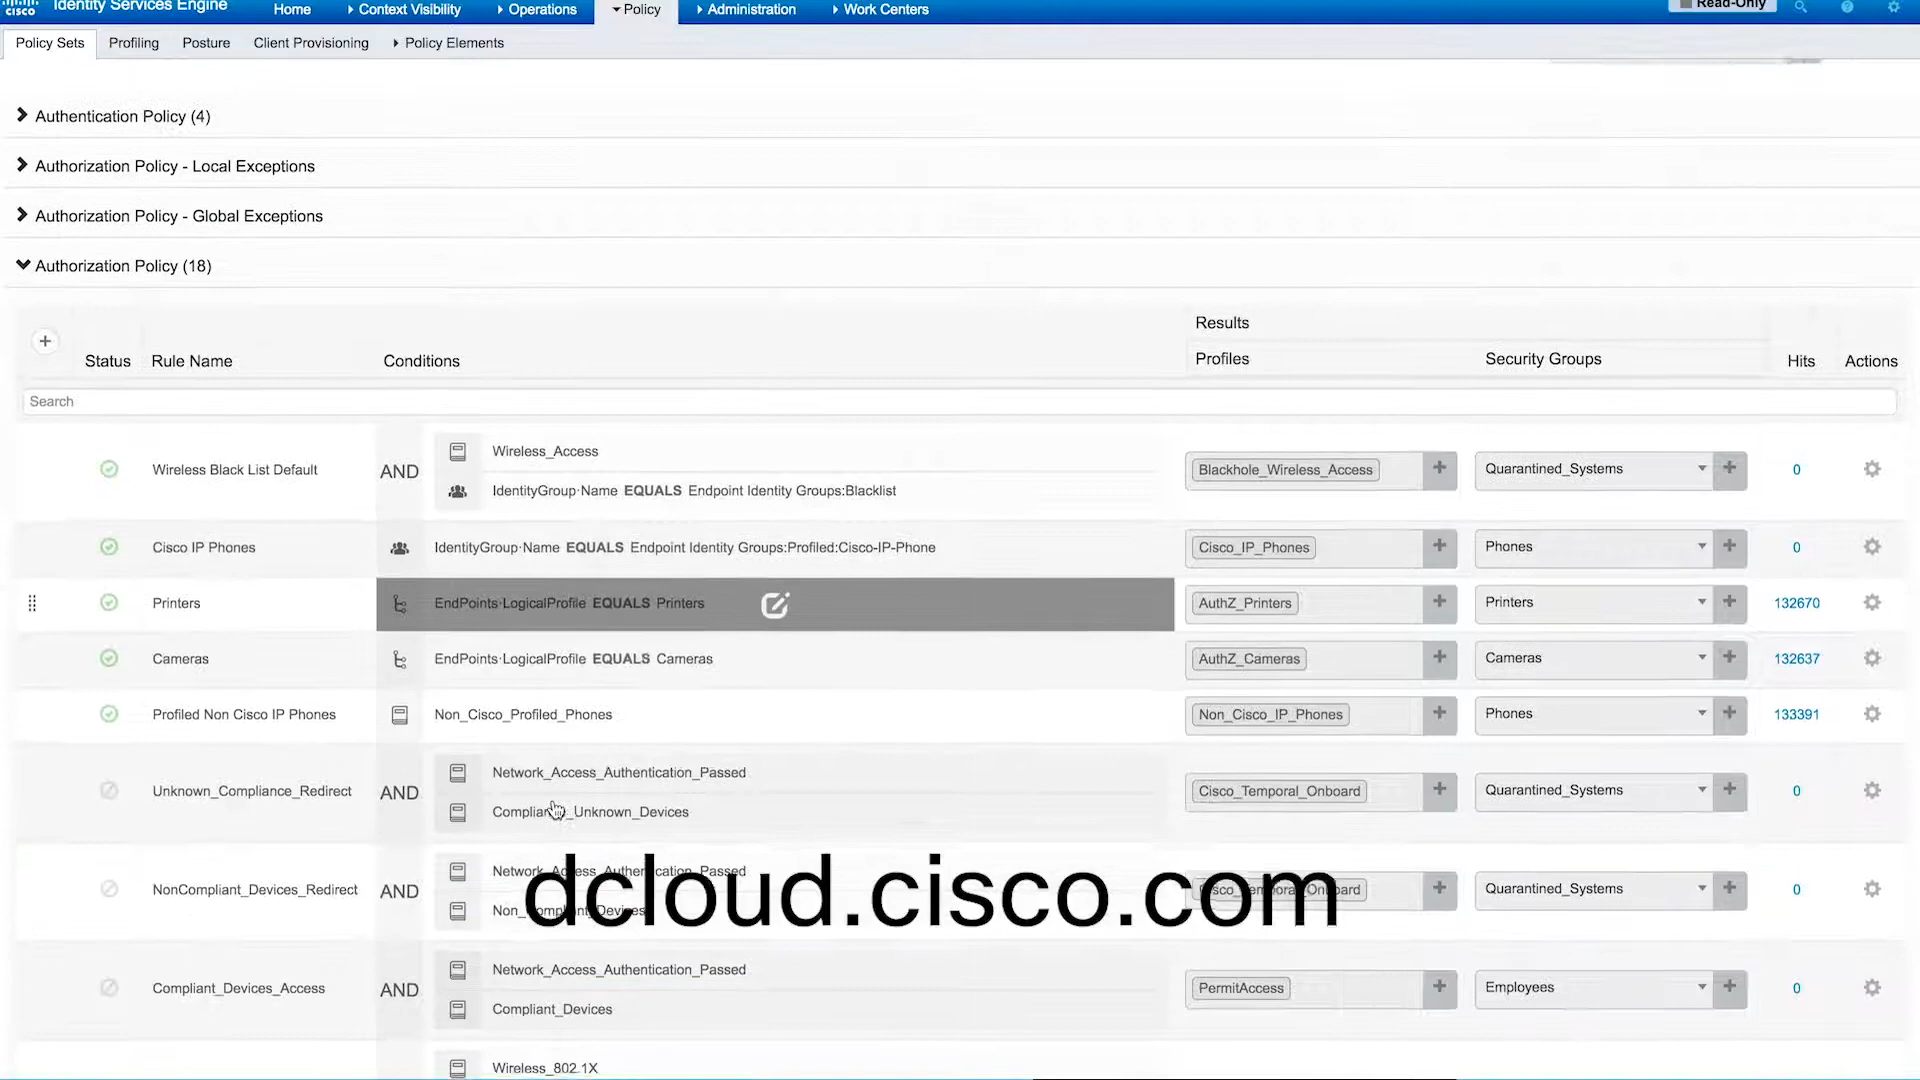 cisco Identity Services Engine Home Context Visibility Operations Policy Administration Work Centers Read-Only
Policy Sets Profiling Posture Client Provisioning Policy Elements
Authentication Policy (4)
Authorization Policy - Local Exceptions
Authorization Policy - Global Exceptions
Authorization Policy (18)
Results
+ Status Rule Name Conditions Profiles Security Groups Hits Actions
Search
Wireless Black List Default AND Wireless_Access Blackhole_Wireless_Access + Quarantined_Systems + 0
IdentityGroup·Name EQUALS Endpoint Identity Groups:Blacklist
Cisco IP Phones IdentityGroup·Name EQUALS Endpoint Identity Groups:Profiled:Cisco-IP-Phone Cisco_IP_Phones + Phones + 0
Printers EndPoints·LogicalProfile EQUALS Printers AuthZ_Printers + Printers + 132670
Cameras EndPoints·LogicalProfile EQUALS Cameras AuthZ_Cameras + Cameras + 132637
Profiled Non Cisco IP Phones Non_Cisco_Profiled_Phones Non_Cisco_IP_Phones + Phones + 133391
Unknown_Compliance_Redirect AND Network_Access_Authentication_Passed Cisco_Temporal_Onboard + Quarantined_Systems + 0
Compliance_Unknown_Devices
NonCompliant_Devices_Redirect AND Network_Access_Authentication_Passed Cisco_Temporal_Onboard + Quarantined_Systems + 0
Non_Compliant_Devices
dcloud.cisco.com
Compliant_Devices_Access AND Network_Access_Authentication_Passed PermitAccess + Employees + 0
Compliant_Devices
Wireless_802.1X